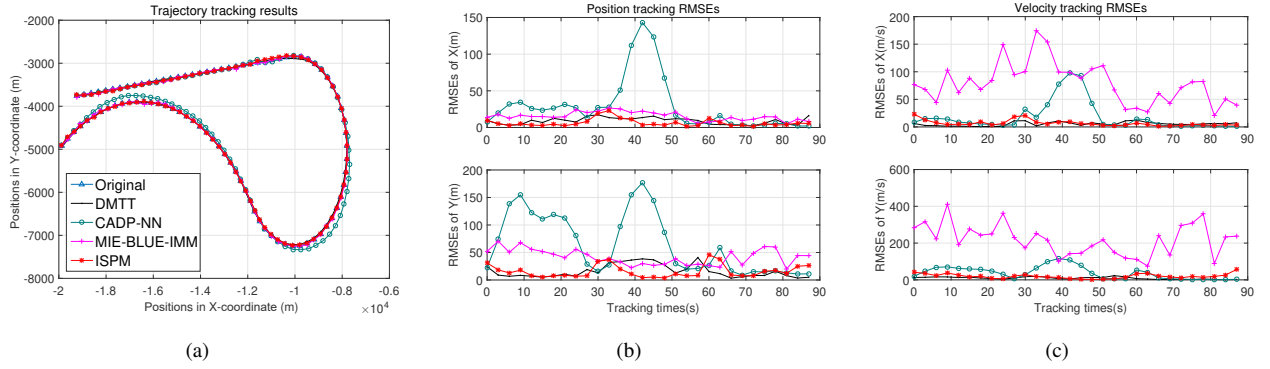 Trajectory tracking results
Positions in Y-coordinate (m)
-2000
-3000
-4000
-5000
-6000
-7000
-8000
Original
DMTT
CADP-NN
MIE-BLUE-IMM
ISPM
-2 -1.8 -1.6 -1.4 -1.2 -1 -0.8 -0.6
Positions in X-coordinate (m)
×10⁴
(a)
Position tracking RMSEs
RMSEs of X(m)
150
100
50
0
0 10 20 30 40 50 60 70 80 90
RMSEs of Y(m)
200
150
100
50
0
0 10 20 30 40 50 60 70 80 90
Tracking times(s)
(b)
Velocity tracking RMSEs
RMSEs of X(m/s)
200
150
100
50
0
0 10 20 30 40 50 60 70 80 90
RMSEs of Y(m/s)
600
400
200
0
0 10 20 30 40 50 60 70 80 90
Tracking times(s)
(c)